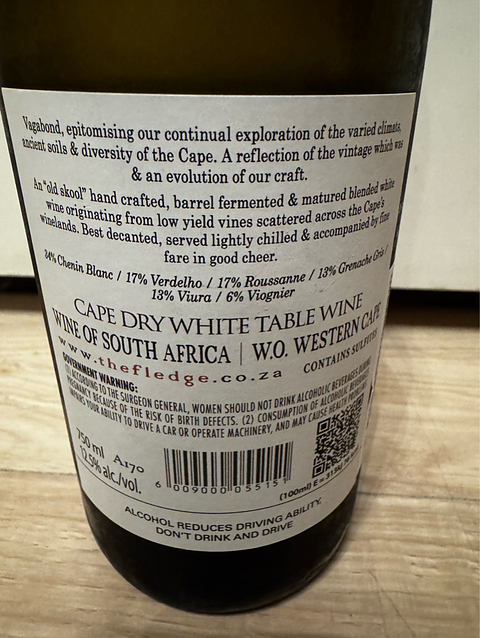 Vagabond, epitomising our continual exploration of the varied climats,
ancient soils & diversity of the Cape. A reflection of the vintage which was
& an evolution of our craft.
An "old skool" hand crafted, barrel fermented & matured blended white
wine originating from low yield vines scattered across the Cape's
winelands. Best decanted, served lightly chilled & accompanied by fine
fare in good cheer.
34% Chenin Blanc / 17% Verdelho / 17% Roussanne / 13% Grenache Gris /
13% Viura / 6% Viognier
CAPE DRY WHITE TABLE WINE
WINE OF SOUTH AFRICA | W.O. WESTERN CAPE
www.thefledge.co.za CONTAINS SULFITES
GOVERNMENT WARNING:
(1) ACCORDING TO THE SURGEON GENERAL, WOMEN SHOULD NOT DRINK ALCOHOLIC BEVERAGES DURING
PREGNANCY BECAUSE OF THE RISK OF BIRTH DEFECTS. (2) CONSUMPTION OF ALCOHOLIC BEVERAGES
IMPAIRS YOUR ABILITY TO DRIVE A CAR OR OPERATE MACHINERY, AND MAY CAUSE HEALTH PROBLEMS
750 ml A170
12.5% alc./vol.
6 009000 055151
(100ml) E = 315kJ
ALCOHOL REDUCES DRIVING ABILITY,
DON'T DRINK AND DRIVE